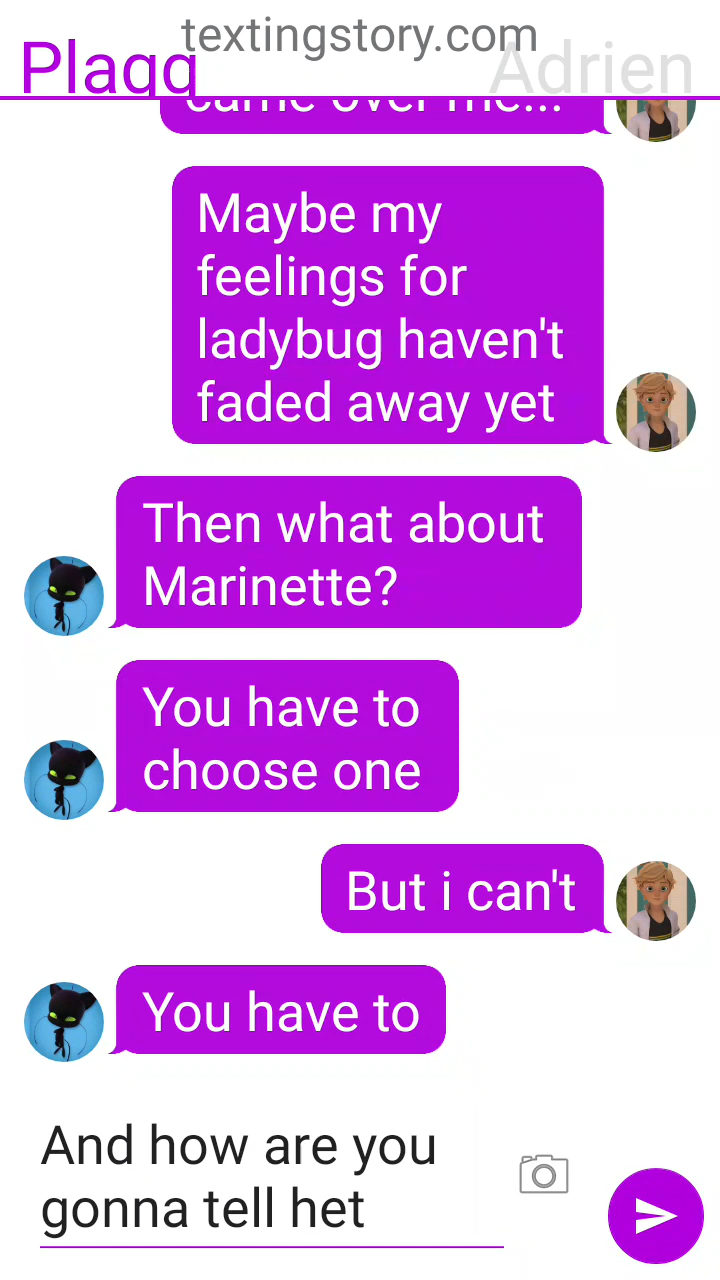 textingstory.com
Plagg Adrien
came over me...
Maybe my
feelings for
ladybug haven't
faded away yet
Then what about
Marinette?
You have to
choose one
But i can't
You have to
And how are you
gonna tell het